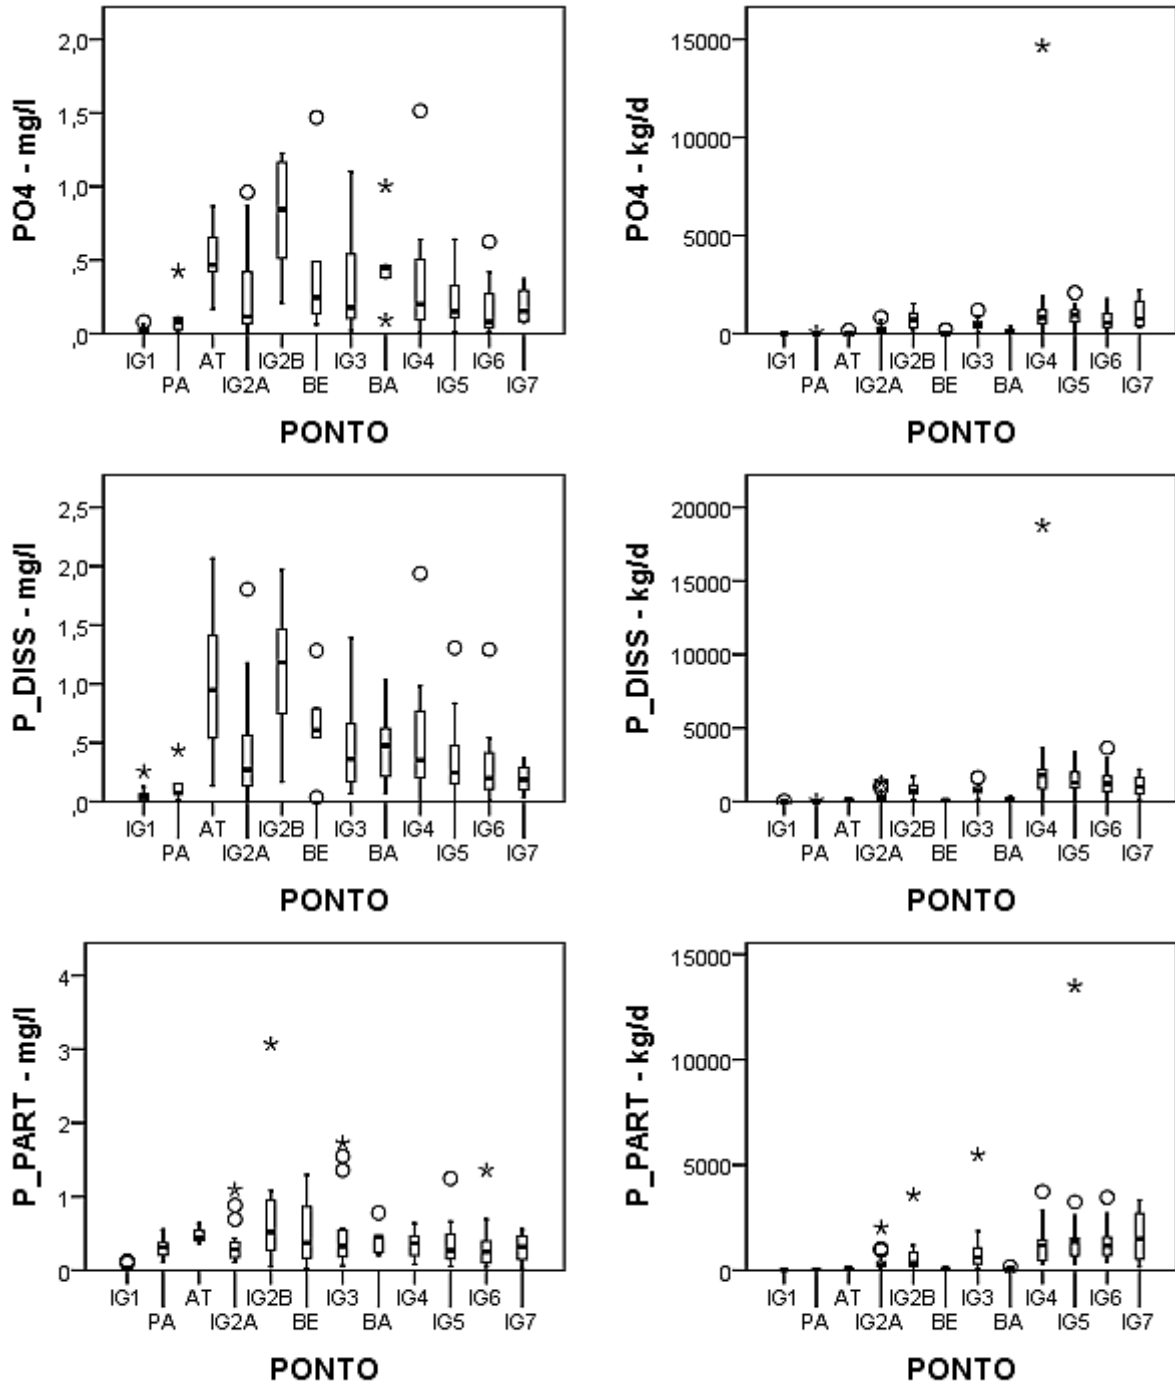 PO4 - mg/l
2,0
1,5
1,0
,5
0
IG1 AT IG2B IG3 IG4 IG6
PA IG2A BE BA IG5 IG7
PONTO
PO4 - kg/d
15000
10000
5000
0
IG1 AT IG2B IG3 IG4 IG6
PA IG2A BE BA IG5 IG7
PONTO
P_DISS - mg/l
2,5
2,0
1,5
1,0
,5
,0
IG1 AT IG2B IG3 IG4 IG6
PA IG2A BE BA IG5 IG7
PONTO
P_DISS - kg/d
20000
15000
10000
5000
0
IG1 AT IG2B IG3 IG4 IG6
PA IG2A BE BA IG5 IG7
PONTO
P_PART - mg/l
4
3
2
1
0
IG1 AT IG2B IG3 IG4 IG6
PA IG2A BE BA IG5 IG7
PONTO
P_PART - kg/d
15000
10000
5000
0
IG1 AT IG2B IG3 IG4 IG6
PA IG2A BE BA IG5 IG7
PONTO